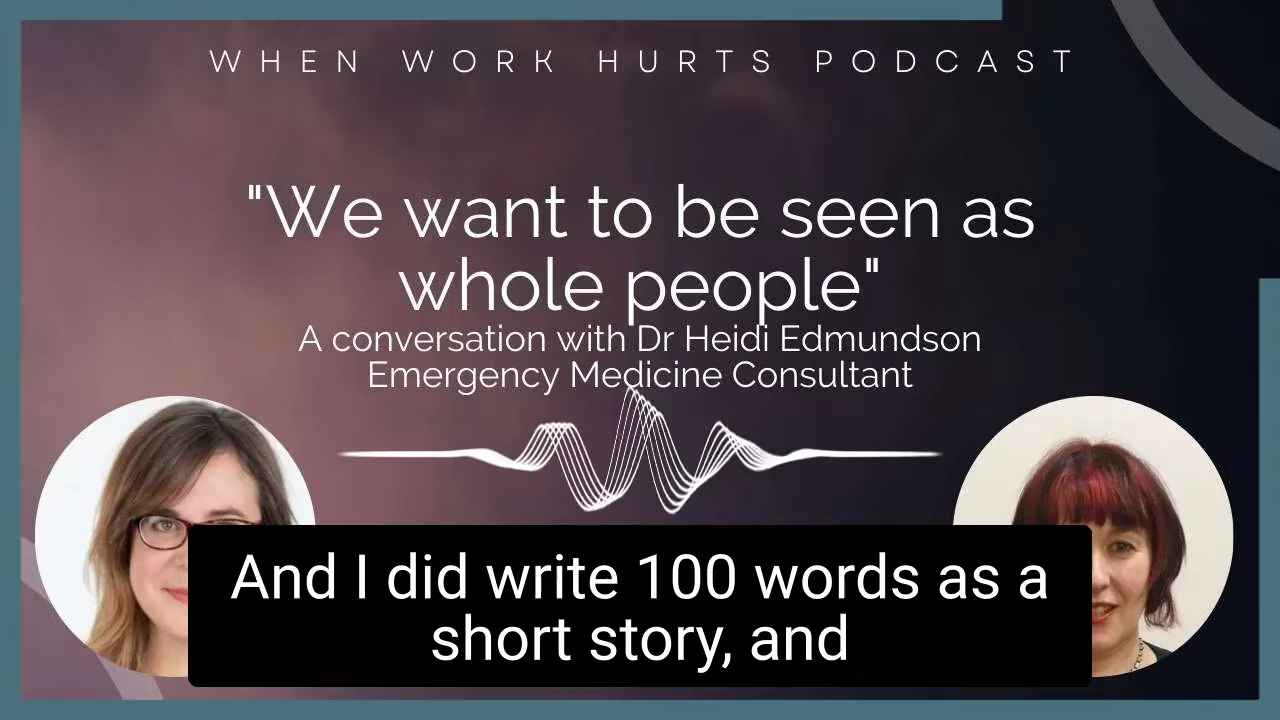 WHEN WORK HURTS PODCAST
"We want to be seen as
whole people"
A conversation with Dr Heidi Edmundson
Emergency Medicine Consultant
And I did write 100 words as a
short story, and